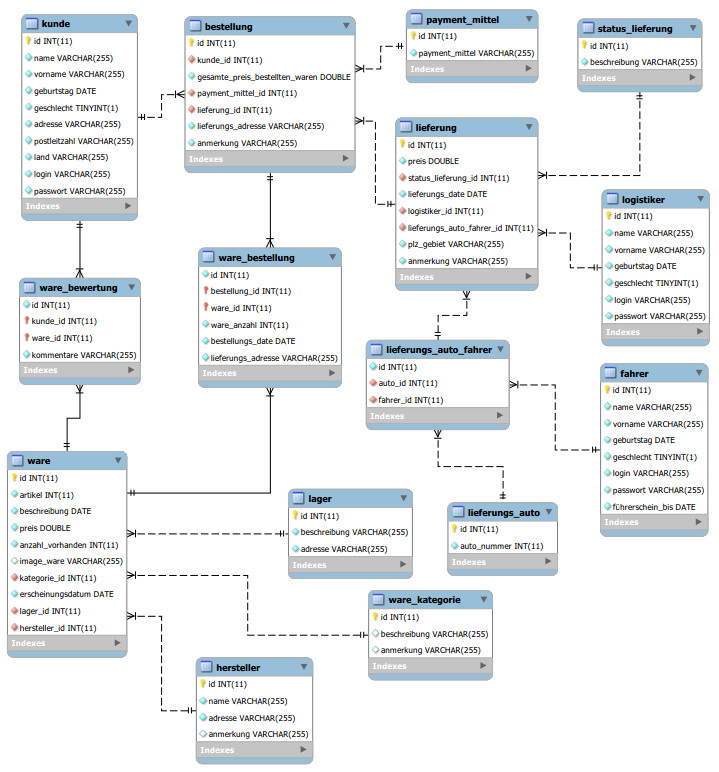 kunde
id INT(11)
name VARCHAR(255)
vorname VARCHAR(255)
geburtstag DATE
geschlecht TINYINT(1)
adresse VARCHAR(255)
postleitzahl VARCHAR(255)
land VARCHAR(255)
login VARCHAR(255)
passwort VARCHAR(255)
Indexes
bestellung
id INT(11)
kunde_id INT(11)
gesamte_preis_bestellten_waren DOUBLE
payment_mittel_id INT(11)
lieferung_id INT(11)
lieferungs_adresse VARCHAR(255)
anmerkung VARCHAR(255)
Indexes
payment_mittel
id INT(11)
payment_mittel VARCHAR(255)
Indexes
status_lieferung
id INT(11)
beschreibung VARCHAR(255)
Indexes
lieferung
id INT(11)
preis DOUBLE
status_lieferung_id INT(11)
lieferungs_date DATE
logistiker_id INT(11)
lieferungs_auto_fahrer_id INT(11)
plz_gebiet VARCHAR(255)
anmerkung VARCHAR(255)
Indexes
logistiker
id INT(11)
name VARCHAR(255)
vorname VARCHAR(255)
geburtstag DATE
geschlecht TINYINT(1)
login VARCHAR(255)
passwort VARCHAR(255)
Indexes
ware_bewertung
id INT(11)
kunde_id INT(11)
ware_id INT(11)
kommentare VARCHAR(255)
Indexes
ware_bestellung
id INT(11)
bestellung_id INT(11)
ware_id INT(11)
ware_anzahl INT(11)
bestellungs_date DATE
lieferungs_adresse VARCHAR(255)
Indexes
lieferungs_auto_fahrer
id INT(11)
auto_id INT(11)
fahrer_id INT(11)
Indexes
fahrer
id INT(11)
name VARCHAR(255)
vorname VARCHAR(255)
geburtstag DATE
geschlecht TINYINT(1)
login VARCHAR(255)
passwort VARCHAR(255)
führerschein_bis DATE
Indexes
ware
id INT(11)
artikel INT(11)
beschreibung DATE
preis DOUBLE
anzahl_vorhanden INT(11)
image_ware VARCHAR(255)
kategorie_id INT(11)
erscheinungsdatum DATE
lager_id INT(11)
hersteller_id INT(11)
Indexes
lager
id INT(11)
beschreibung VARCHAR(255)
adresse VARCHAR(255)
Indexes
lieferungs_auto
id INT(11)
auto_nummer INT(11)
Indexes
ware_kategorie
id INT(11)
beschreibung VARCHAR(255)
anmerkung VARCHAR(255)
Indexes
hersteller
id INT(11)
name VARCHAR(255)
adresse VARCHAR(255)
anmerkung VARCHAR(255)
Indexes